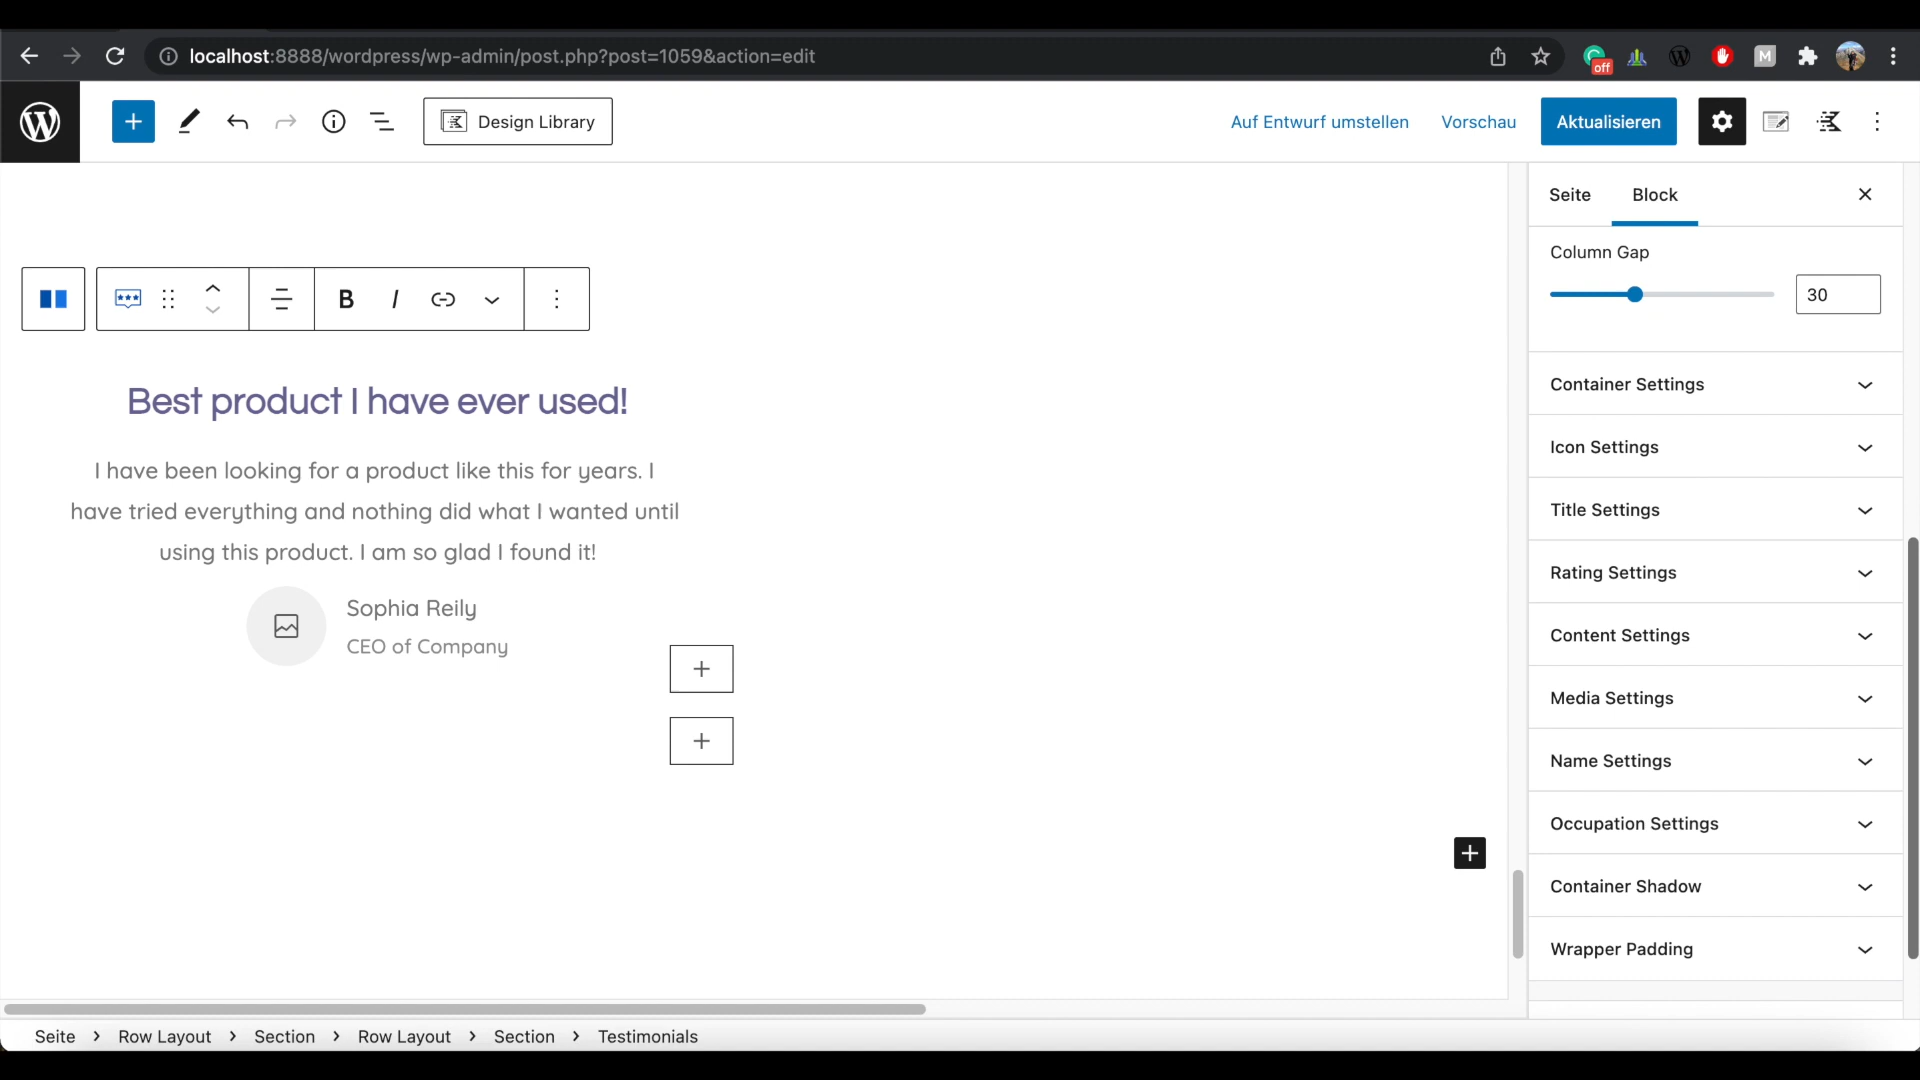 localhost:8888/wordpress/wp-admin/post.php?post=1059&action=edit
off
M
Design Library
Auf Entwurf umstellen
Vorschau
Aktualisieren
Seite
Block
Column Gap
30
B I
Best product I have ever used!
I have been looking for a product like this for years. I
have tried everything and nothing did what I wanted until
using this product. I am so glad I found it!
Sophia Reily
CEO of Company
Container Settings
Icon Settings
Title Settings
Rating Settings
Content Settings
Media Settings
Name Settings
Occupation Settings
Container Shadow
Wrapper Padding
Seite > Row Layout > Section > Row Layout > Section > Testimonials